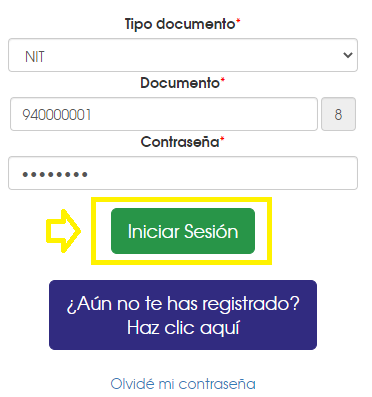 Tipo documento*
NIT
Documento*
940000001 8
Contraseña*
Iniciar Sesión
¿Aún no te has registrado?
Haz clic aquí
Olvidé mi contraseña